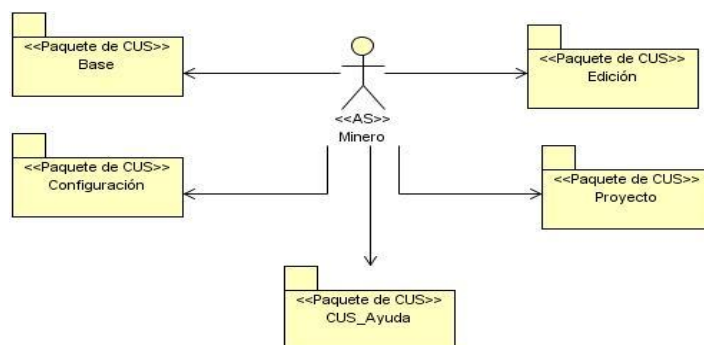 <<Paquete de CUS>>
Base
<<Paquete de CUS>>
Edición
<<AS>>
Minero
<<Paquete de CUS>>
Configuración
<<Paquete de CUS>>
Proyecto
<<Paquete de CUS>>
CUS_Ayuda